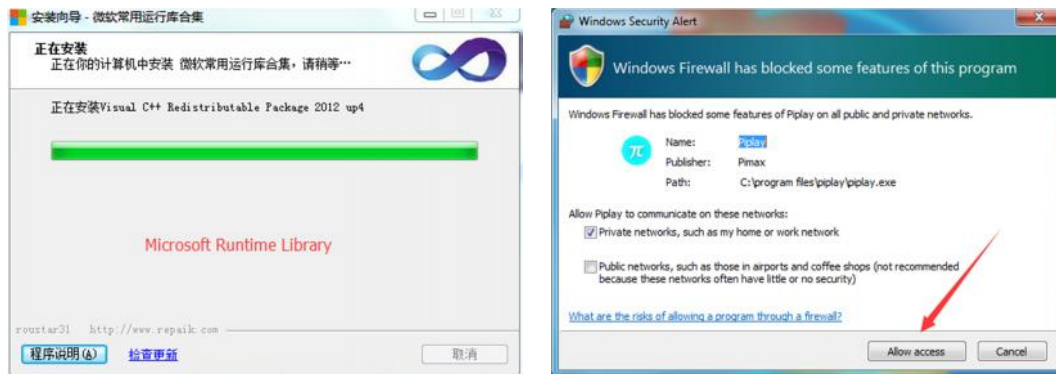 安装向导 - 微软常用运行库合集
正在安装
正在你的计算机中安装 微软常用运行库合集，请稍等…
正在安装Visual C++ Redistributable Package 2012 up4
Microsoft Runtime Library
roustar31 http://www.repaik.com
程序说明(A)
检查更新
取消
Windows Security Alert
Windows Firewall has blocked some features of this program
Windows Firewall has blocked some features of Piplay on all public and private networks.
π
Name: Piplay
Publisher: Pimax
Path: C:\program files\piplay\piplay.exe
Allow Piplay to communicate on these networks:
Private networks, such as my home or work network
Public networks, such as those in airports and coffee shops (not recommended
because these networks often have little or no security)
What are the risks of allowing a program through a firewall?
Allow access
Cancel